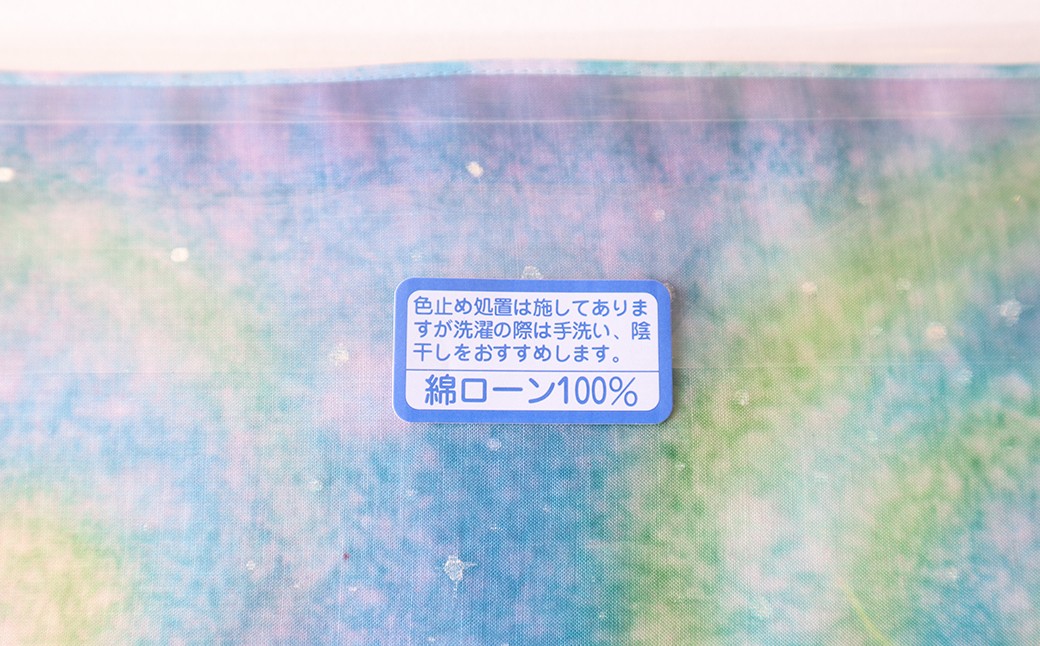 色止め処置は施してありま
すが洗濯の際は手洗い、陰
干しをおすすめします。
綿ローン100%